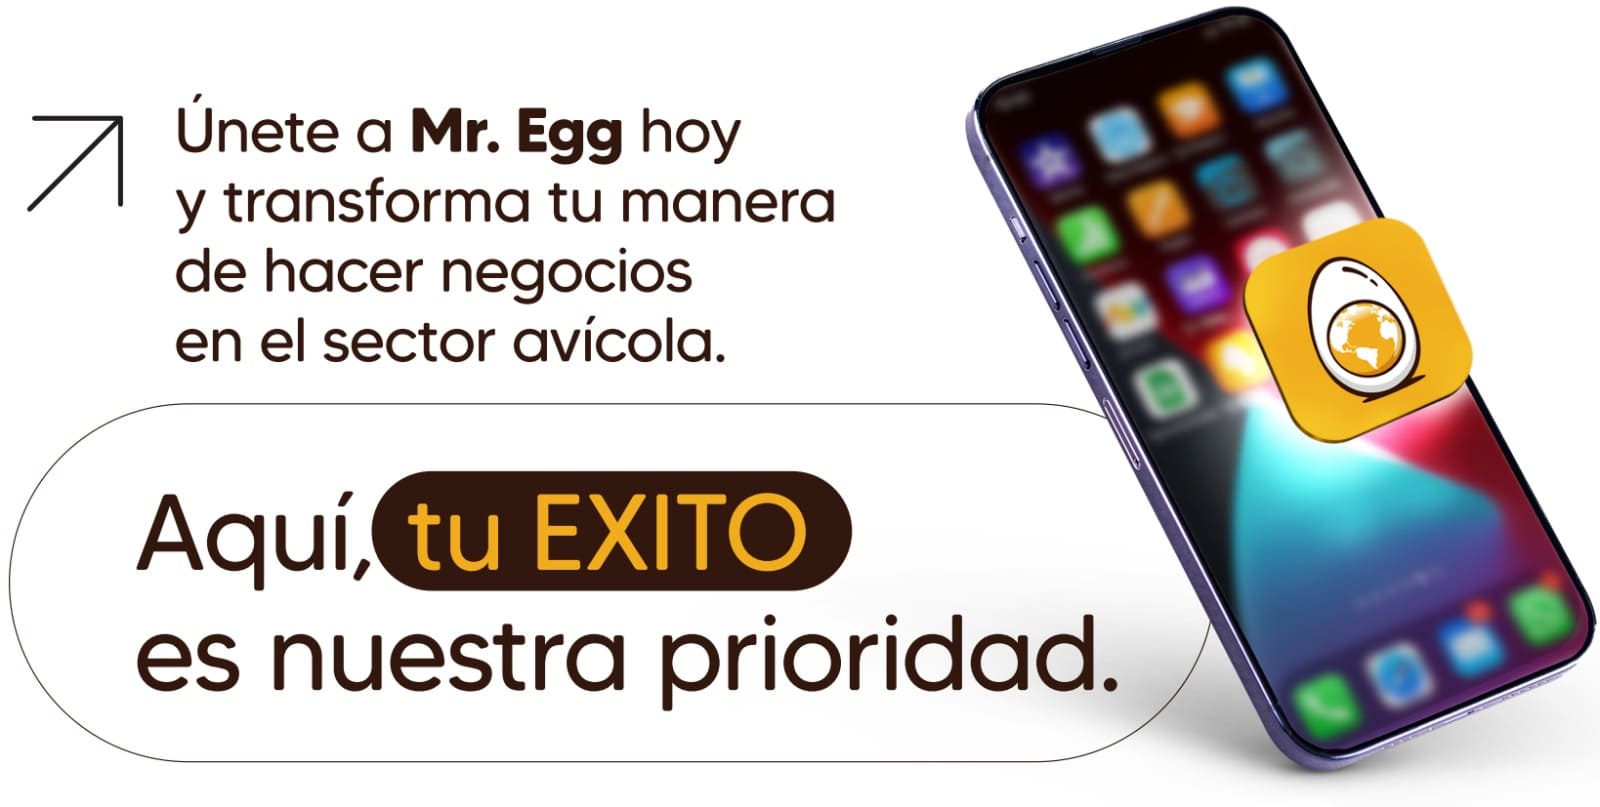 Únete a Mr. Egg hoy
y transforma tu manera
de hacer negocios
en el sector avícola.
Aquí, tu EXITO
es nuestra prioridad.